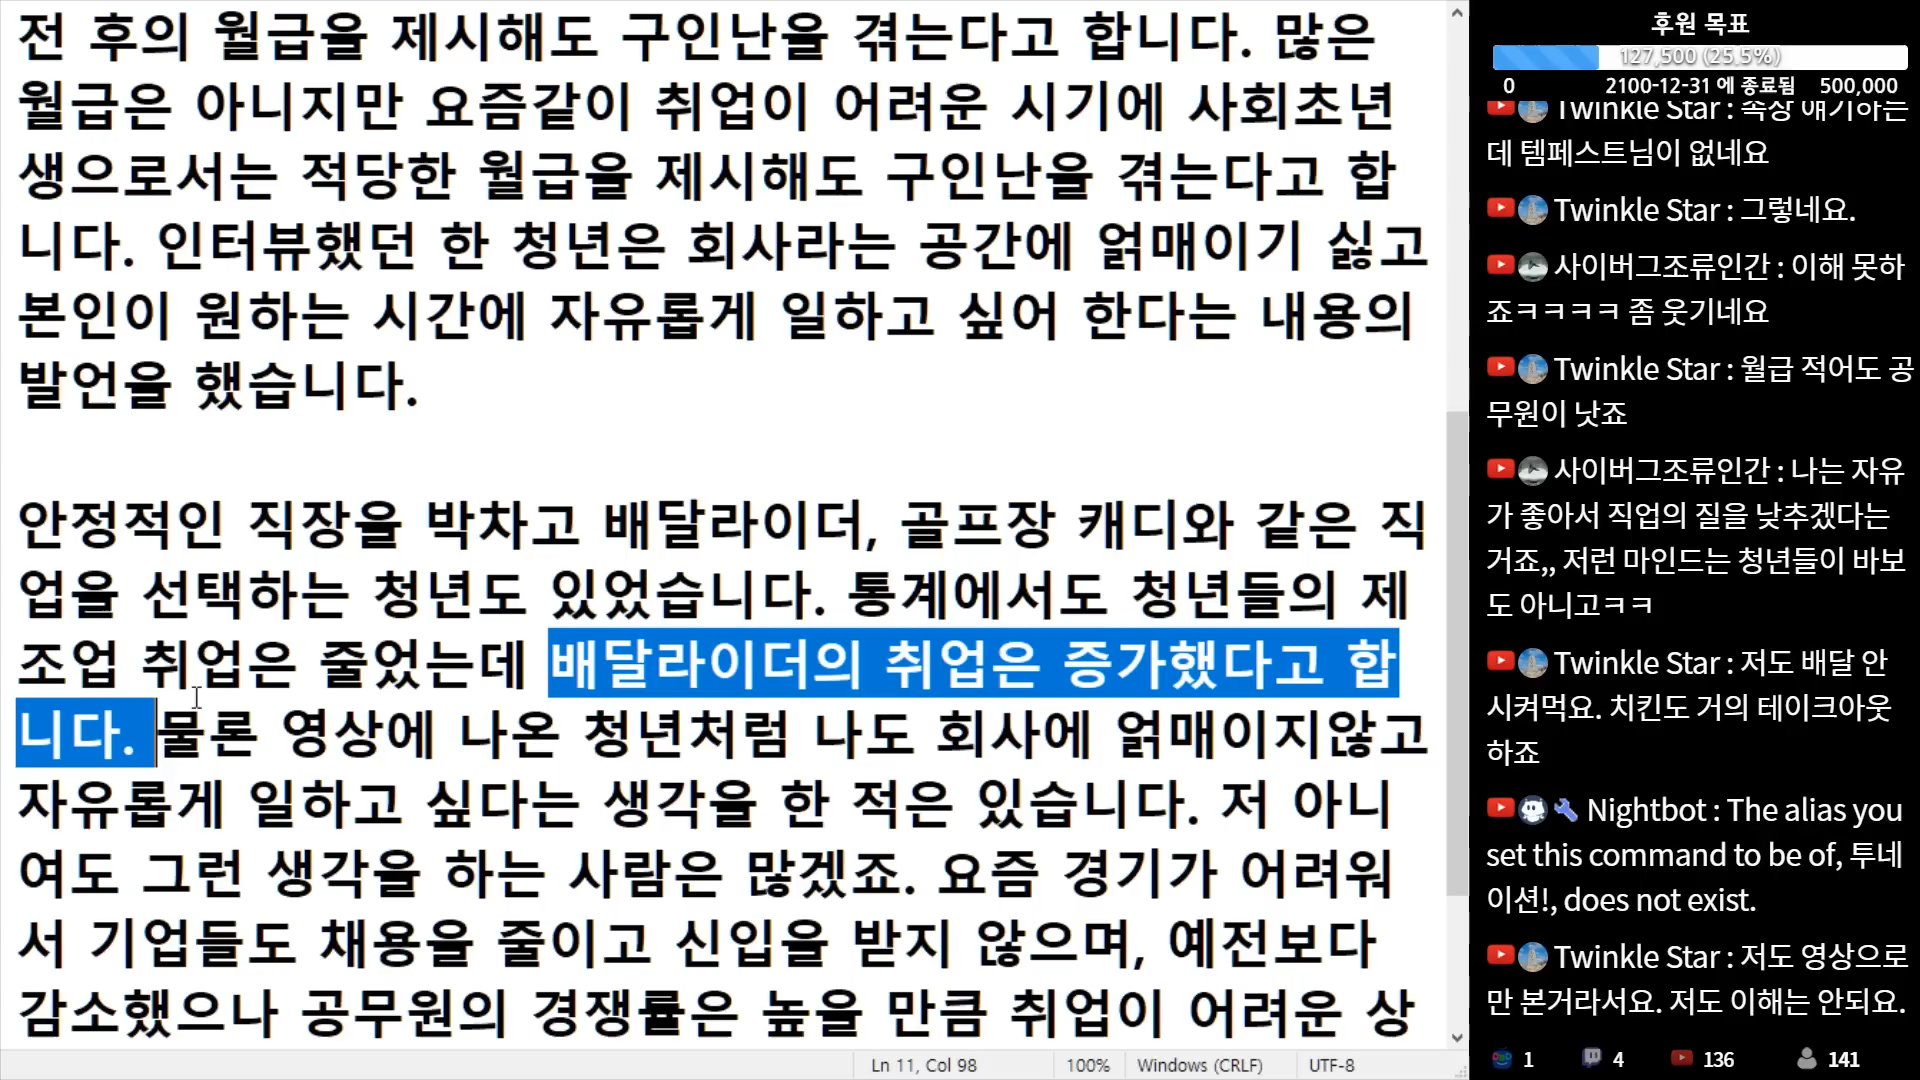 전 후의 월급을 제시해도 구인난을 겪는다고 합니다. 많은
월급은 아니지만 요즘같이 취업이 어려운 시기에 사회초년
생으로서는 적당한 월급을 제시해도 구인난을 겪는다고 합
니다. 인터뷰했던 한 청년은 회사라는 공간에 얽매이기 싫고
본인이 원하는 시간에 자유롭게 일하고 싶어 한다는 내용의
발언을 했습니다.
안정적인 직장을 박차고 배달라이더, 골프장 캐디와 같은 직
업을 선택하는 청년도 있었습니다. 통계에서도 청년들의 제
조업 취업은 줄었는데 배달라이더의 취업은 증가했다고 합
니다. 물론 영상에 나온 청년처럼 나도 회사에 얽매이지않고
자유롭게 일하고 싶다는 생각을 한 적은 있습니다. 저 아니
여도 그런 생각을 하는 사람은 많겠죠. 요즘 경기가 어려워
서 기업들도 채용을 줄이고 신입을 받지 않으며, 예전보다
감소했으나 공무원의 경쟁률은 높을 만큼 취업이 어려운 상
Ln 11, Col 98
100%
Windows (CRLF)
UTF-8
후원 목표
127,500 (25.5%)
0 2100-12-31 에 종료됨 500,000
Twinkle Star : 속상 얘기하는
데 템페스트님이 없네요
Twinkle Star : 그렇네요.
사이버그조류인간 : 이해 못하
죠ㅋㅋㅋㅋ 좀 웃기네요
Twinkle Star : 월급 적어도 공
무원이 낫죠
사이버그조류인간 : 나는 자유
가 좋아서 직업의 질을 낮추겠다는
거죠,, 저런 마인드는 청년들이 바보
도 아니고ㅋㅋ
Twinkle Star : 저도 배달 안
시켜먹요. 치킨도 거의 테이크아웃
하죠
Nightbot : The alias you
set this command to be of, 투네
이션!, does not exist.
Twinkle Star : 저도 영상으로
만 본거라서요. 저도 이해는 안되요.
1 4 136 141